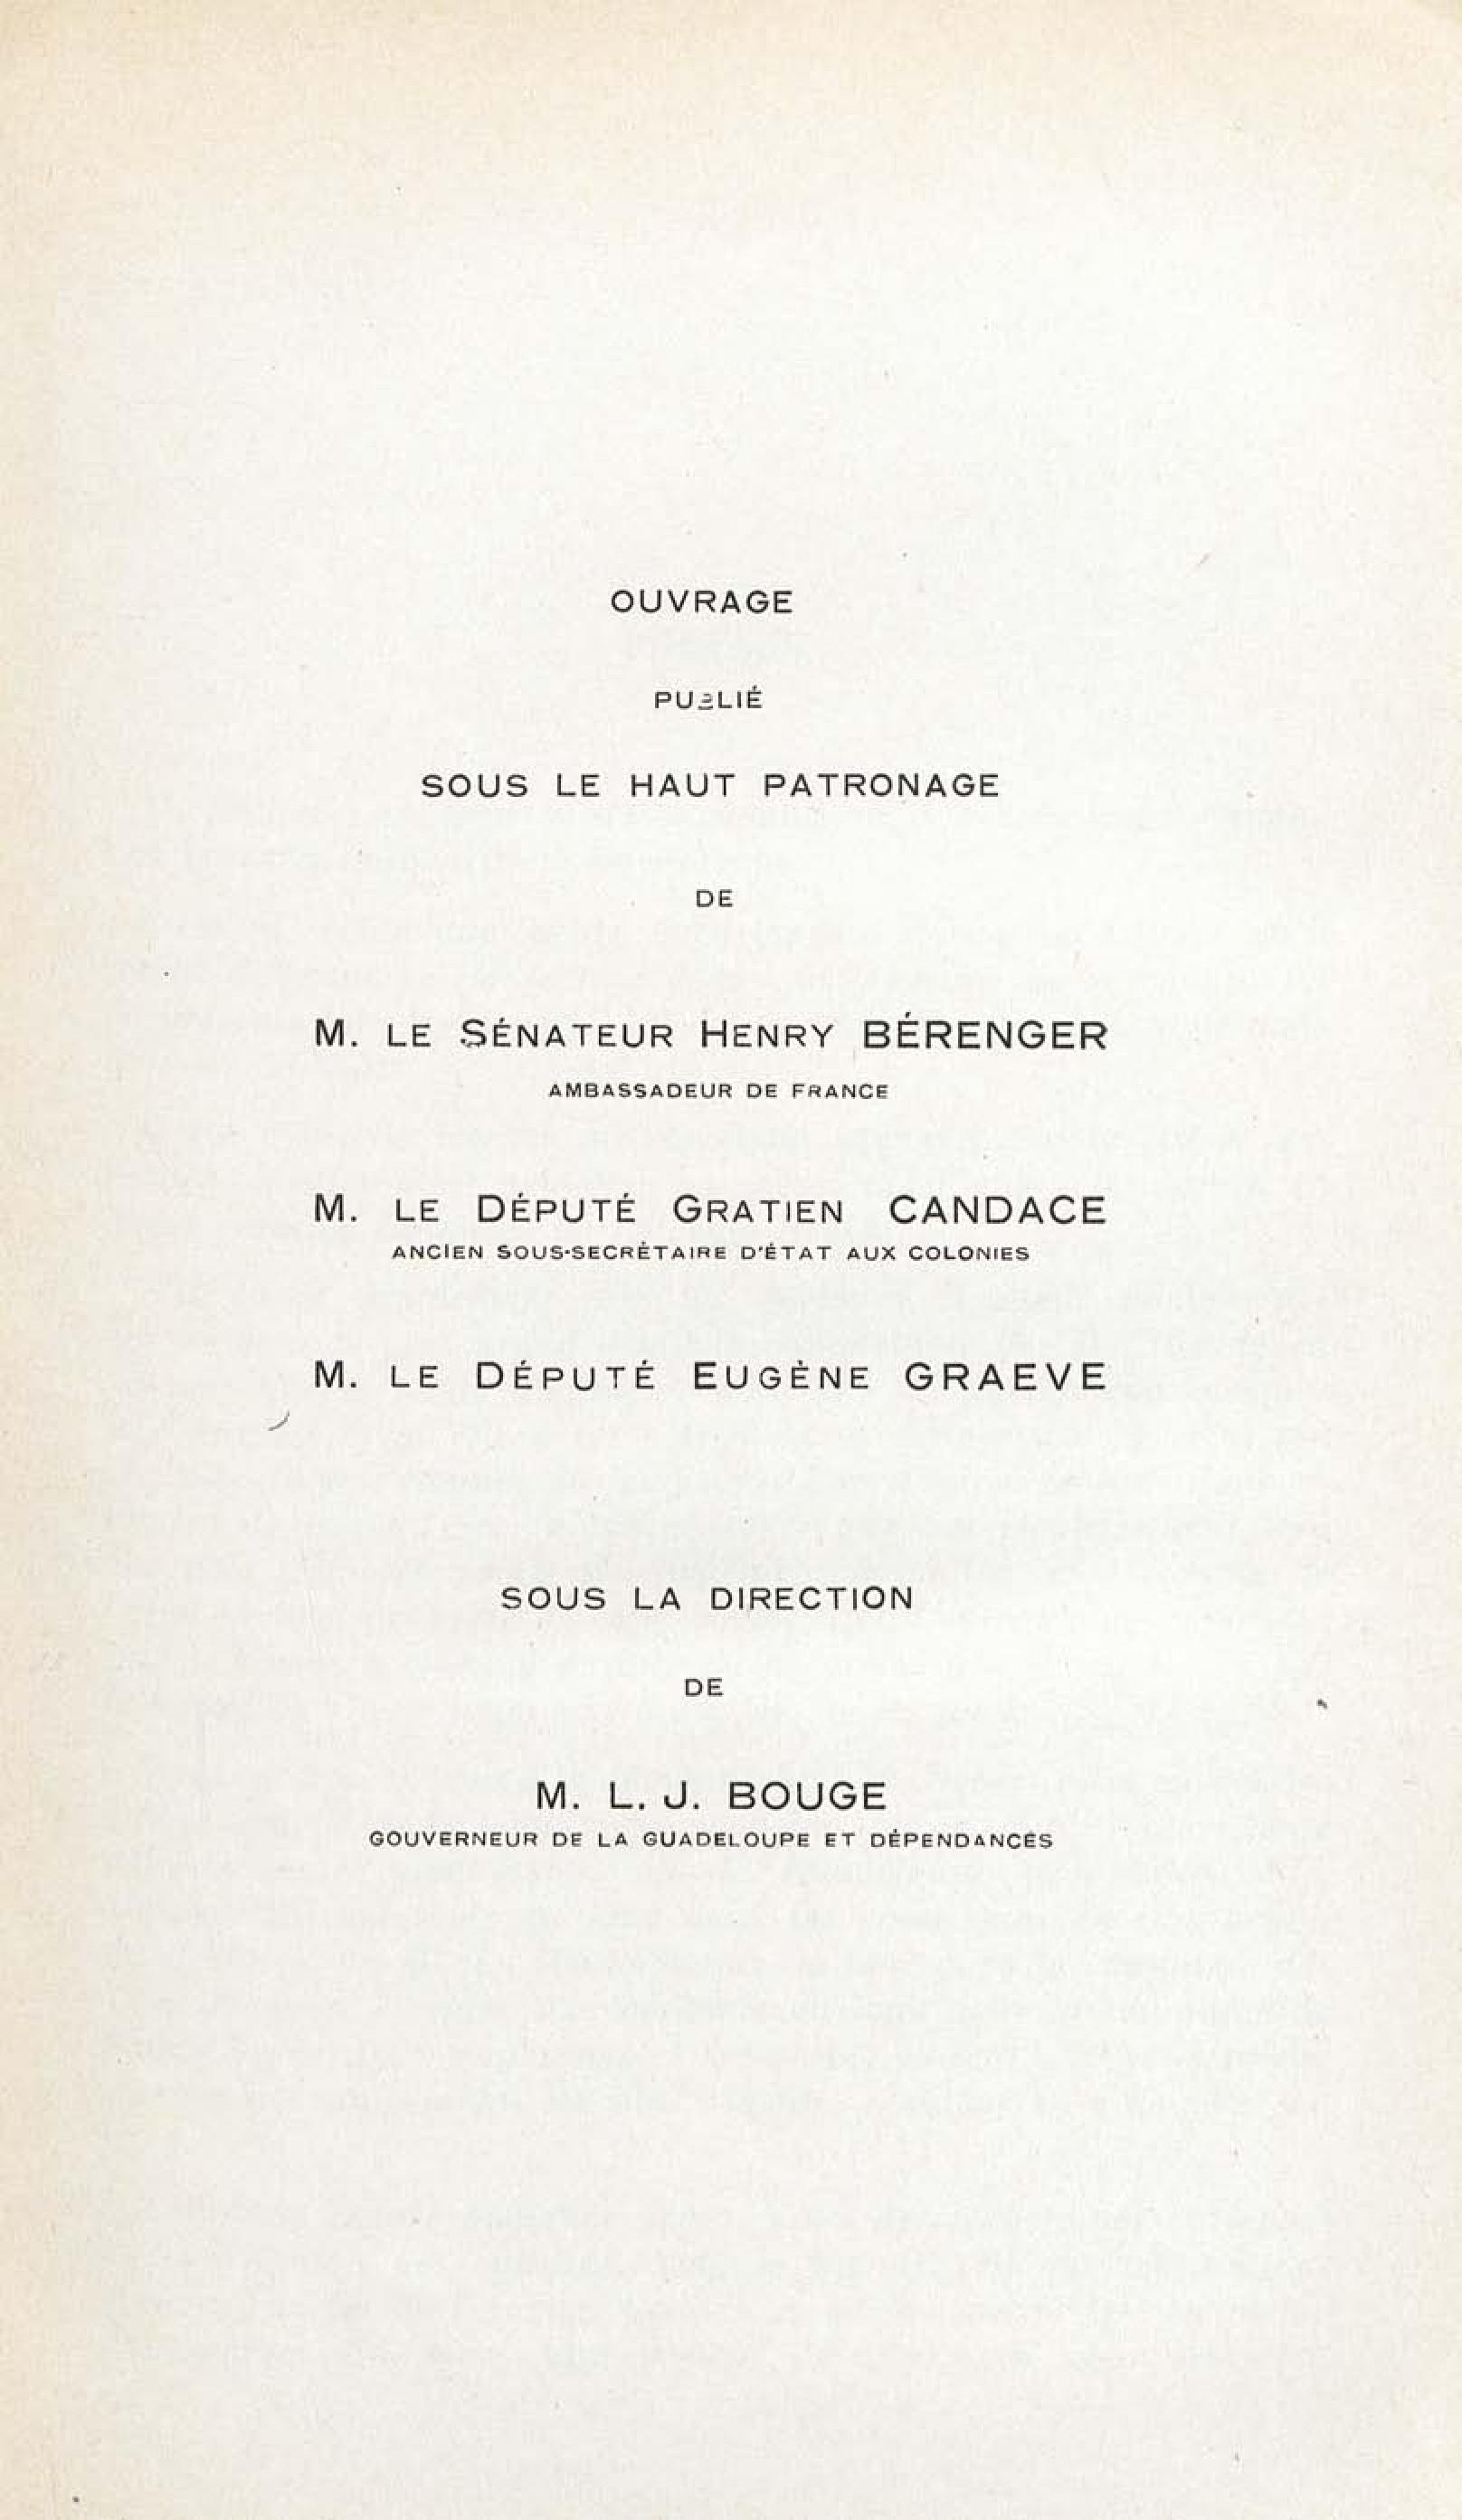 OUVRAGE
PUBLIÉ
SOUS LE HAUT PATRONAGE
DE
M. LE SÉNATEUR HENRY BÉRENGER
AMBASSADEUR DE FRANCE
M. LE DÉPUTÉ GRATIEN CANDACE
ANCIEN SOUS-SECRÉTAIRE D'ÉTAT AUX COLONIES
M. LE DÉPUTÉ EUGÈNE GRAEVE
SOUS LA DIRECTION
DE
M. L. J. BOUGE
GOUVERNEUR DE LA GUADELOUPE ET DÉPENDANCES